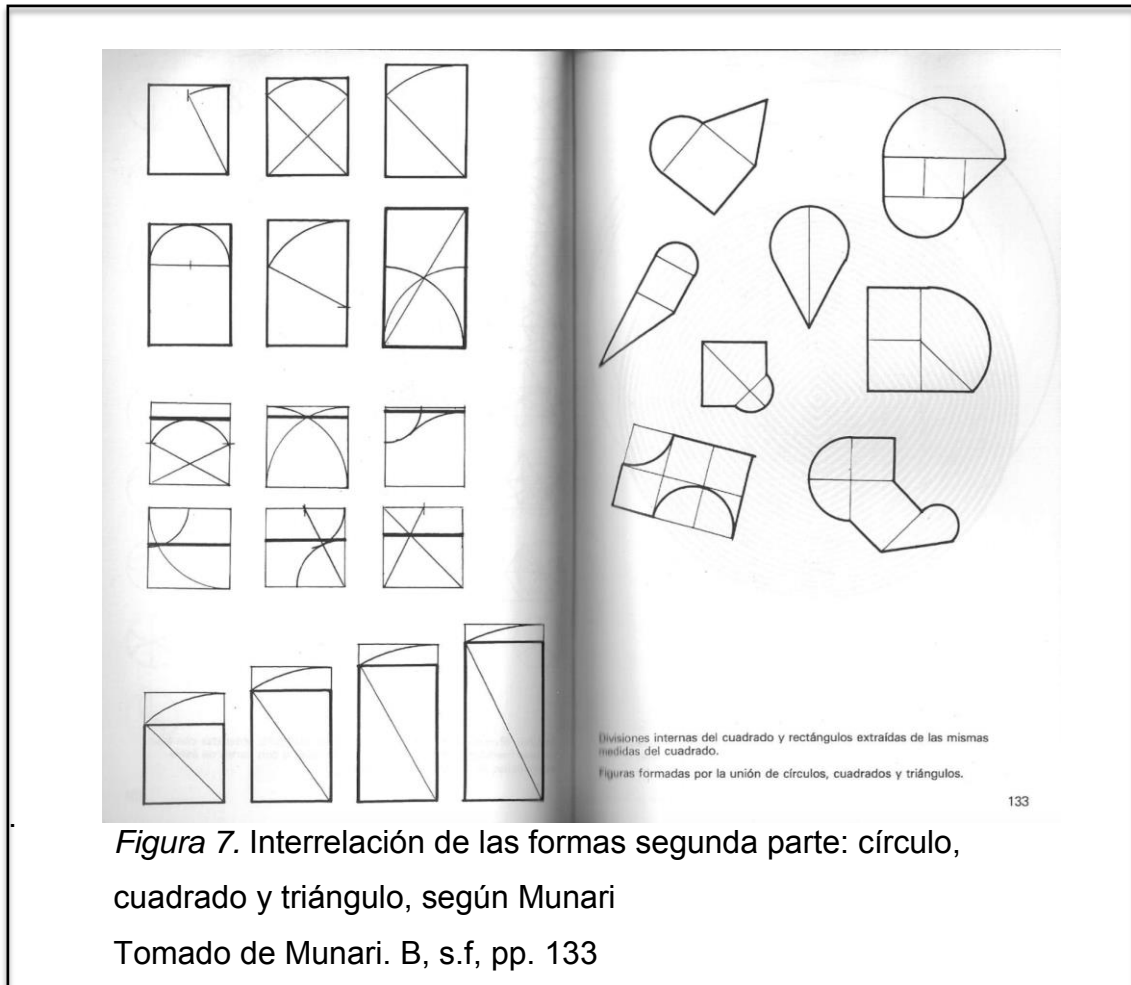 Divisiones internas del cuadrado y rectángulos extraídas de las mismas
medidas del cuadrado.
Figuras formadas por la unión de círculos, cuadrados y triángulos.
133
.
Figura 7. Interrelación de las formas segunda parte: círculo,
cuadrado y triángulo, según Munari
Tomado de Munari. B, s.f, pp. 133